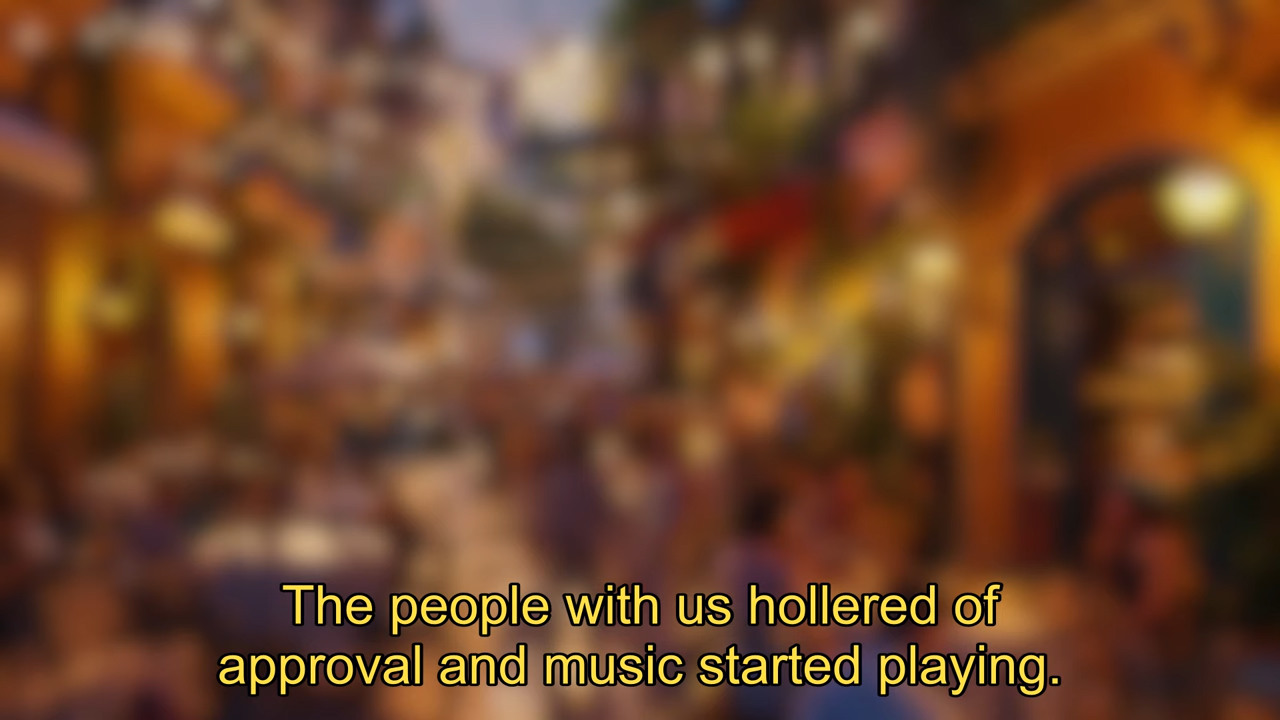 The people with us hollered of
approval and music started playing.